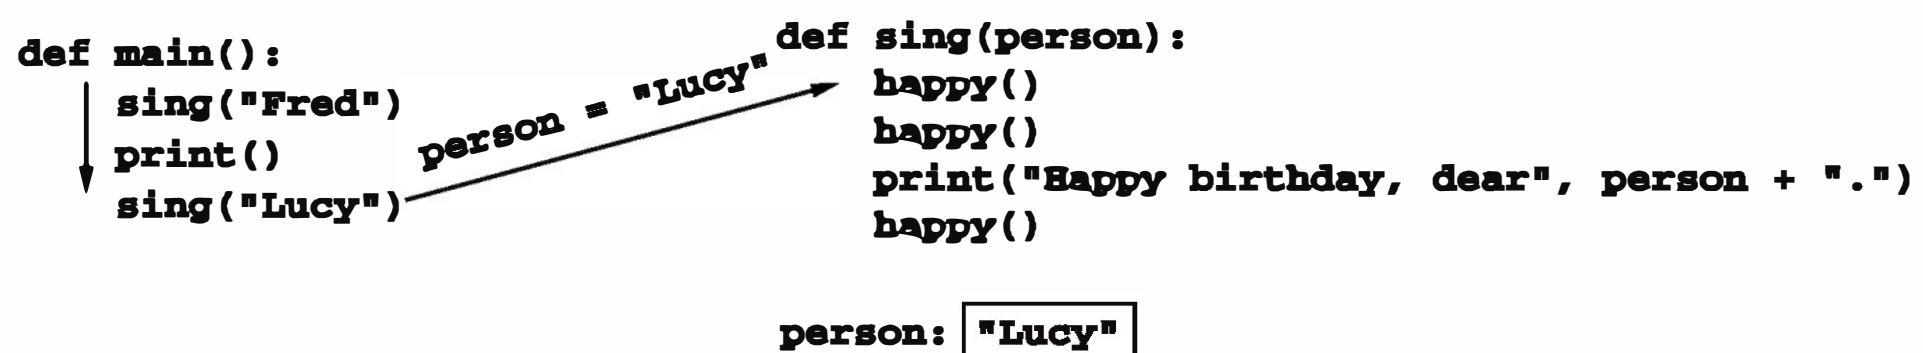 def main():
    sing("Fred")
    print()
    sing("Lucy")
person = "Lucy"
def sing(person):
    happy()
    happy()
    print("Happy birthday, dear", person + ".")
    happy()
person: "Lucy"